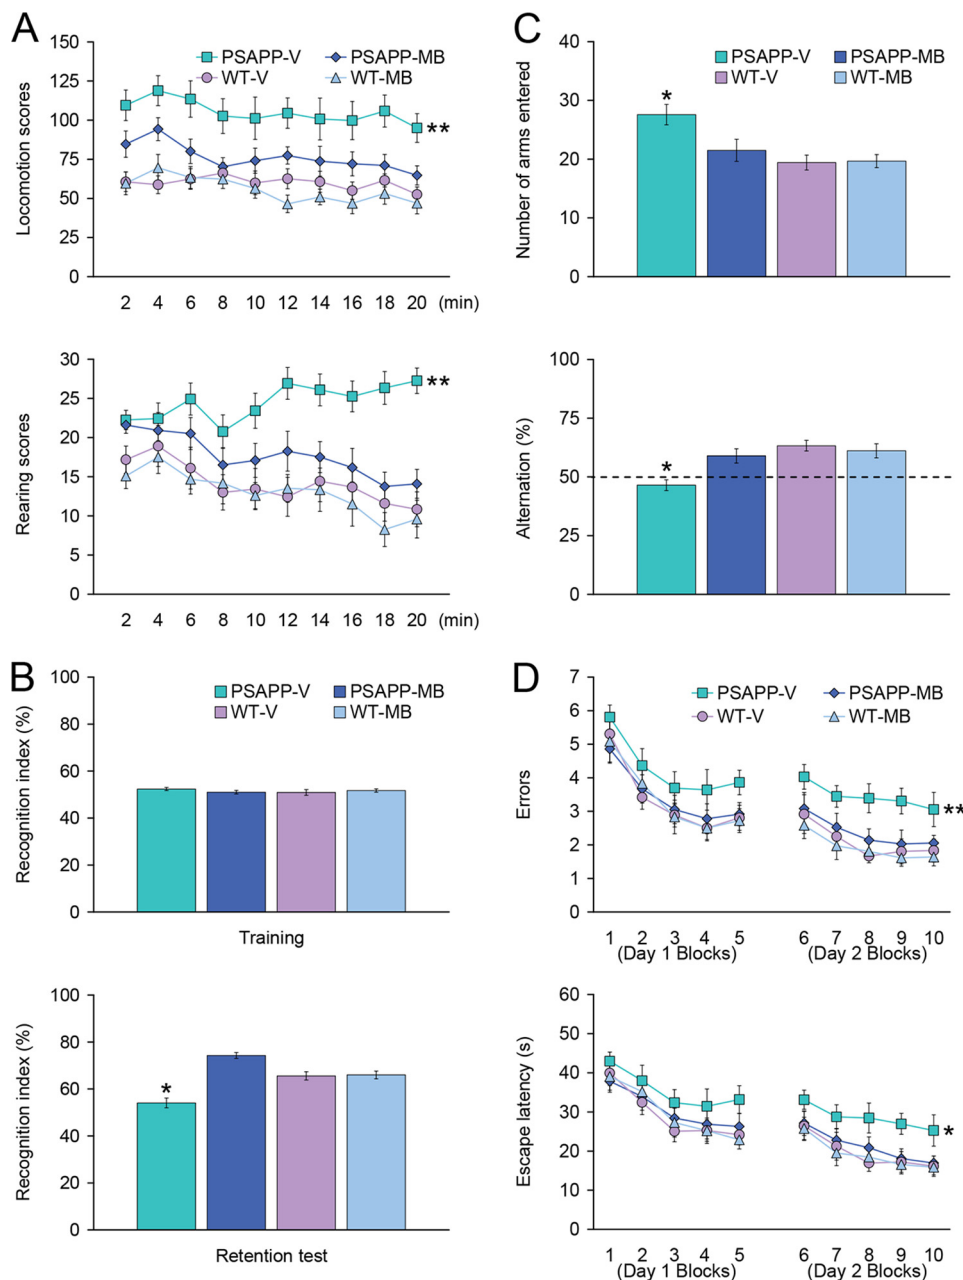 A
Locomotion scores
150
125
100
75
50
25
0
PSAPP-V
PSAPP-MB
WT-V
WT-MB
**
2 4 6 8 10 12 14 16 18 20 (min)
Rearing scores
30
25
20
15
10
5
0
**
2 4 6 8 10 12 14 16 18 20 (min)
C
Number of arms entered
40
30
20
10
0
PSAPP-V
PSAPP-MB
WT-V
WT-MB
*
Alternation (%)
100
75
50
25
0
*
B
Recognition index (%)
100
80
60
40
20
0
PSAPP-V
PSAPP-MB
WT-V
WT-MB
Training
Recognition index (%)
100
80
60
40
20
0
*
Retention test
D
Errors
7
6
5
4
3
2
1
0
PSAPP-V
PSAPP-MB
WT-V
WT-MB
**
1 2 3 4 5 6 7 8 9 10
(Day 1 Blocks) (Day 2 Blocks)
Escape latency (s)
60
50
40
30
20
10
0
*
1 2 3 4 5 6 7 8 9 10
(Day 1 Blocks) (Day 2 Blocks)